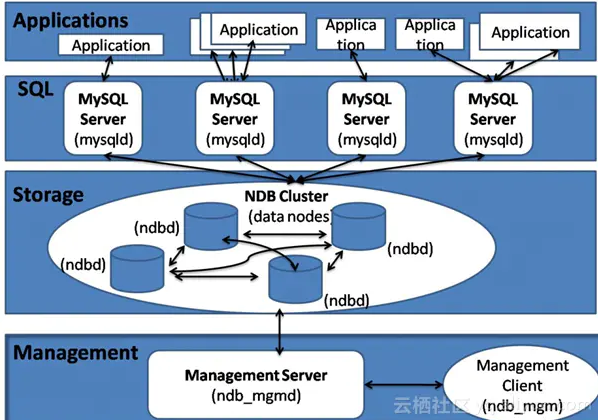 Applications
Application
Application
Applica
tion
Applica
tion
Application
SQL
MySQL
Server
(mysqld)
MySQL
Server
(mysqld)
MySQL
Server
(mysqld)
MySQL
Server
(mysqld)
Storage
NDB Cluster
(data nodes)
(ndbd)
(ndbd)
(ndbd)
(ndbd)
Management
Management Server
(ndb_mgmd)
Management
Client
(ndb_mgm)
云栖社区